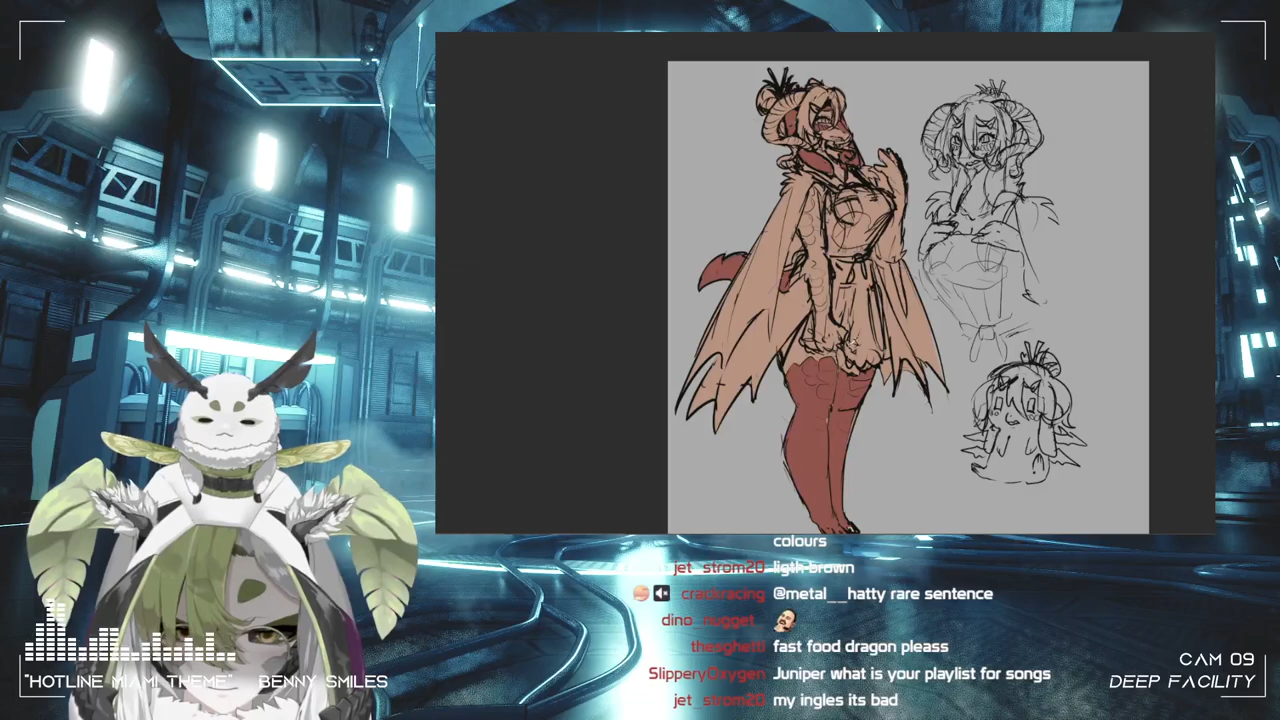 colours
jet_strom20 ligth brown
crackracing @metal__hatty rare sentence
dino_nugget
thesghetti fast food dragon pleass
SlipperyOxygen Juniper what is your playlist for songs
jet_strom20 my ingles its bad
"HOTLINE MIAMI THEME" BENNY SMILES
CAM 09
DEEP FACILITY